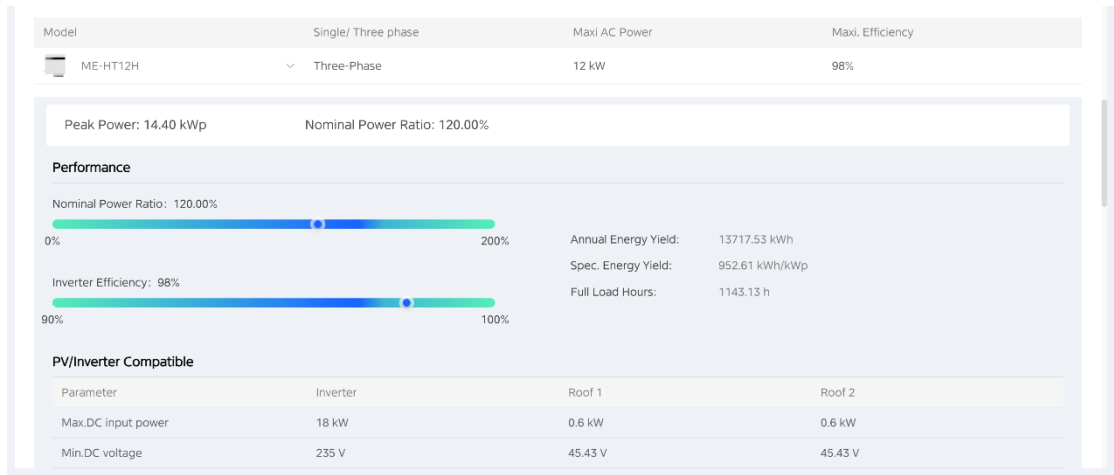 Model Single/ Three phase Maxi AC Power Maxi. Efficiency
ME-HT12H Three-Phase 12 kW 98%
Peak Power: 14.40 kWp Nominal Power Ratio: 120.00%
Performance
Nominal Power Ratio: 120.00%
0% 200%
Inverter Efficiency: 98%
90% 100%
Annual Energy Yield: 13717.53 kWh
Spec. Energy Yield: 952.61 kWh/kWp
Full Load Hours: 1143.13 h
PV/Inverter Compatible
Parameter Inverter Roof 1 Roof 2
Max.DC input power 18 kW 0.6 kW 0.6 kW
Min.DC voltage 235 V 45.43 V 45.43 V